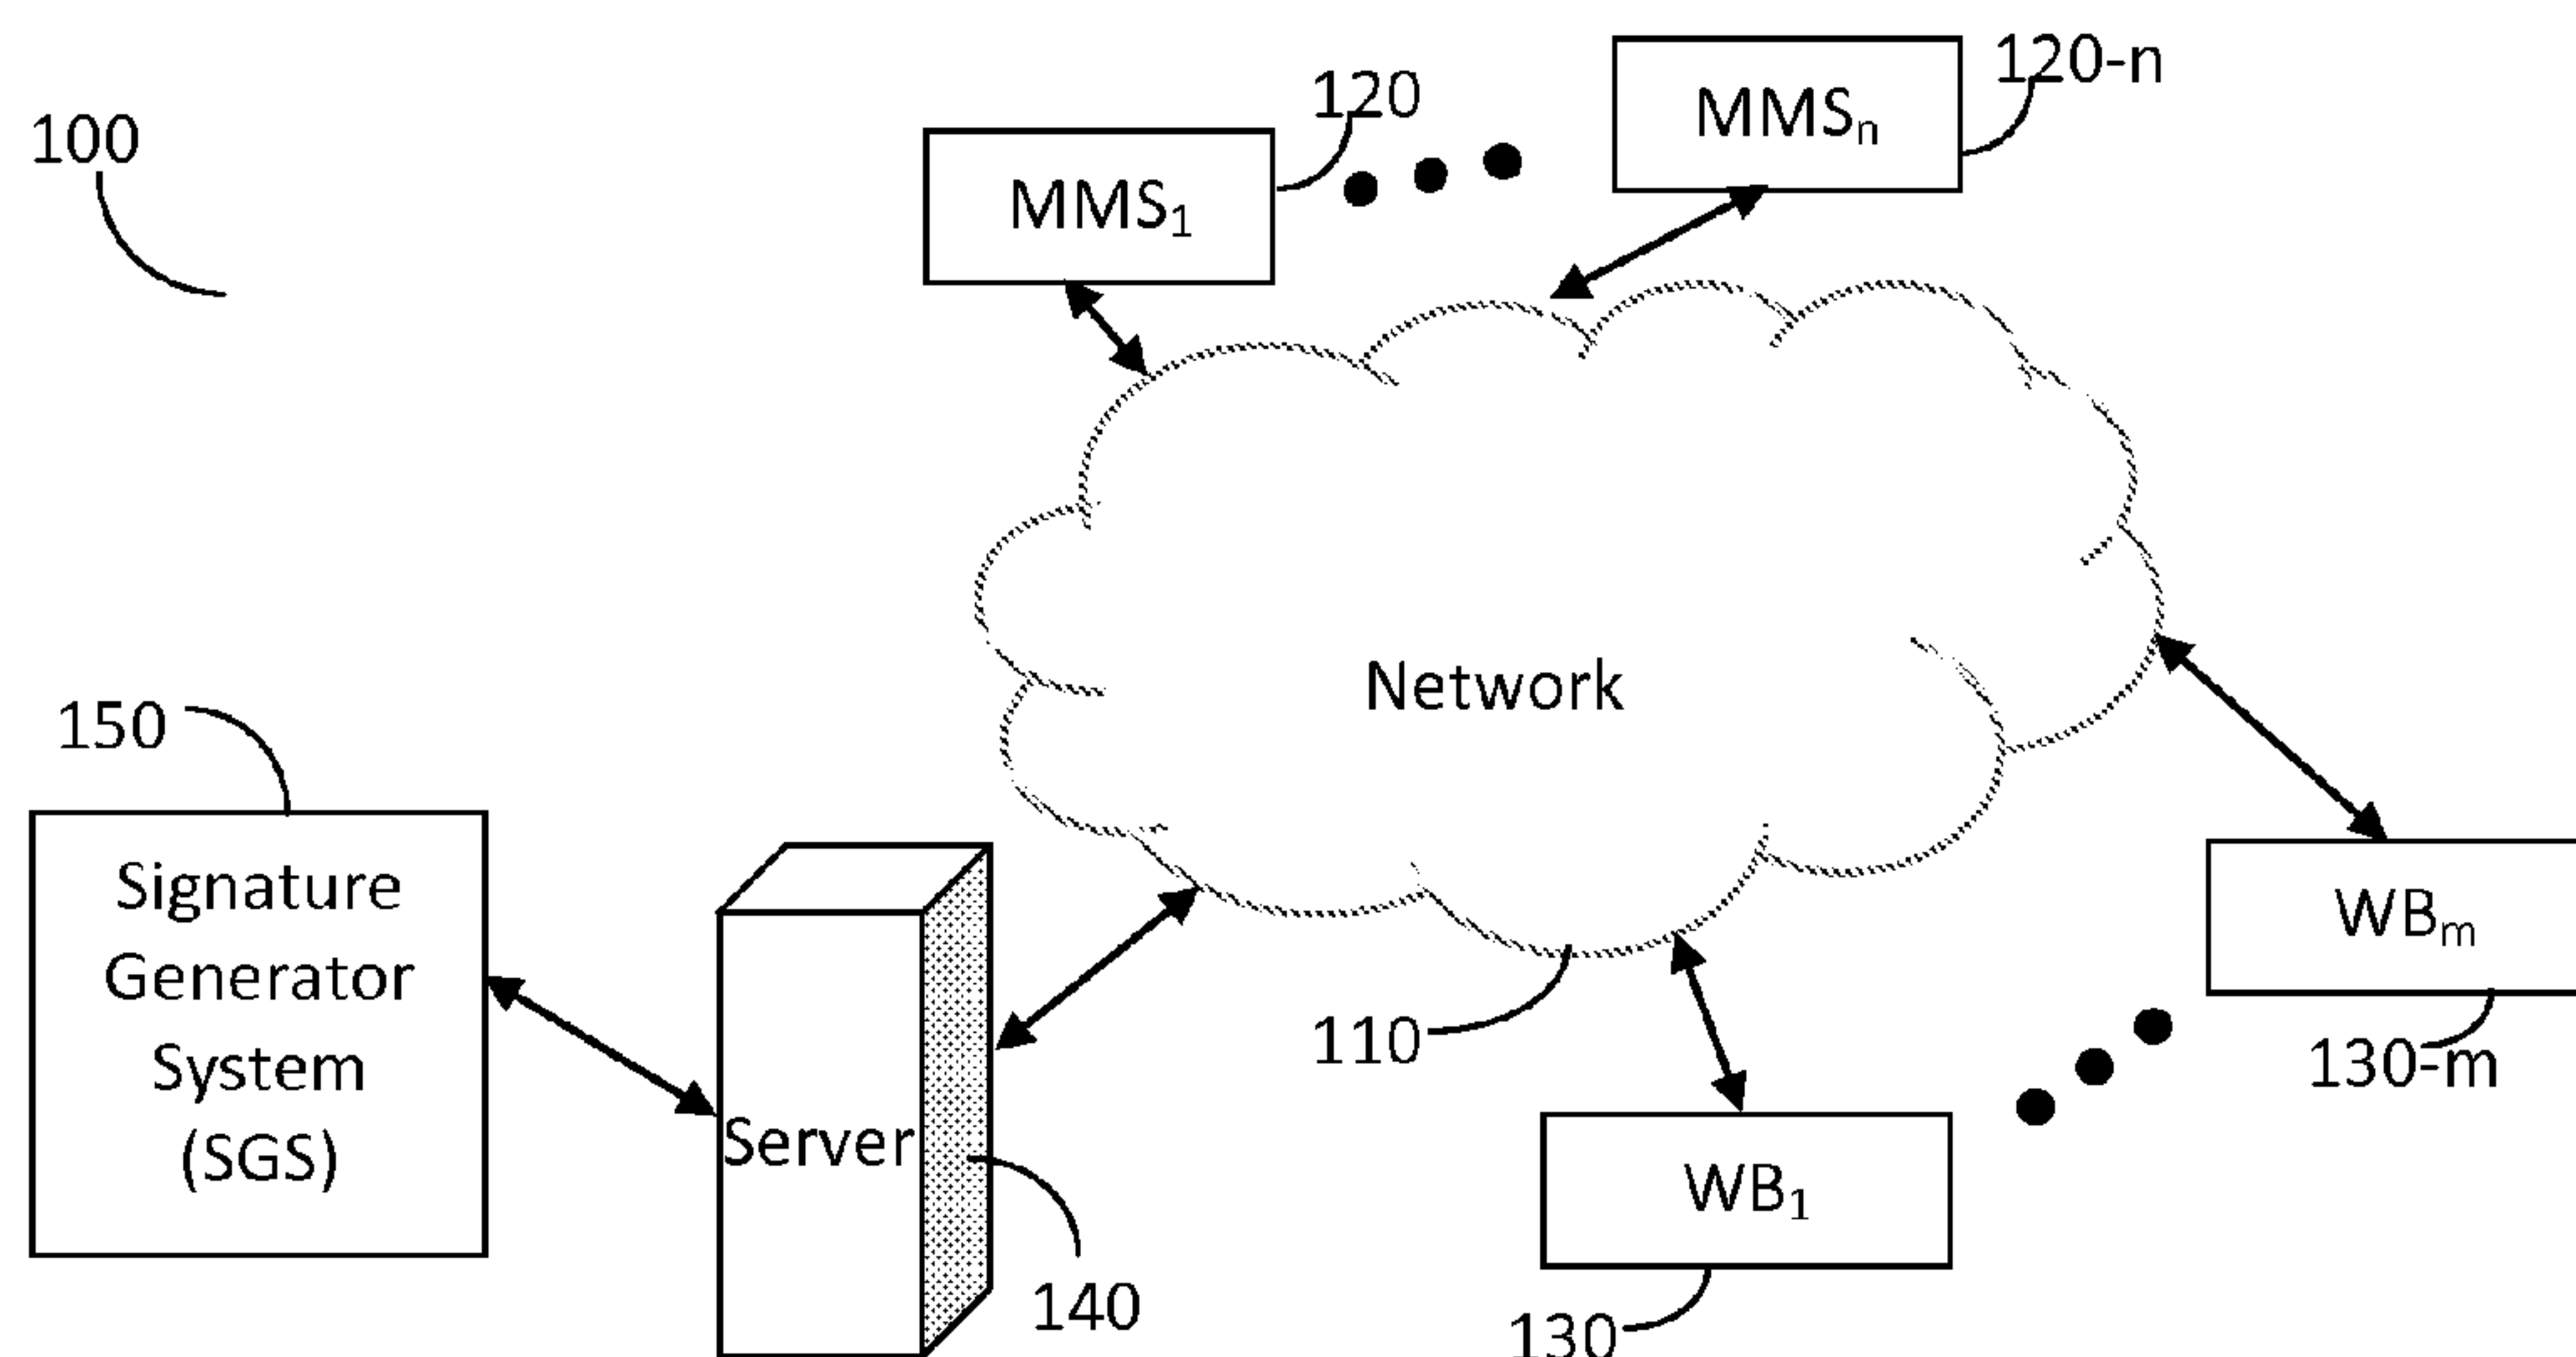 120-n
MMSₙ
120
100
MMS₁
Network
150
Signature
Generator
System
(SGS)
WBₘ
110
130-m
Server
WB₁
140
130